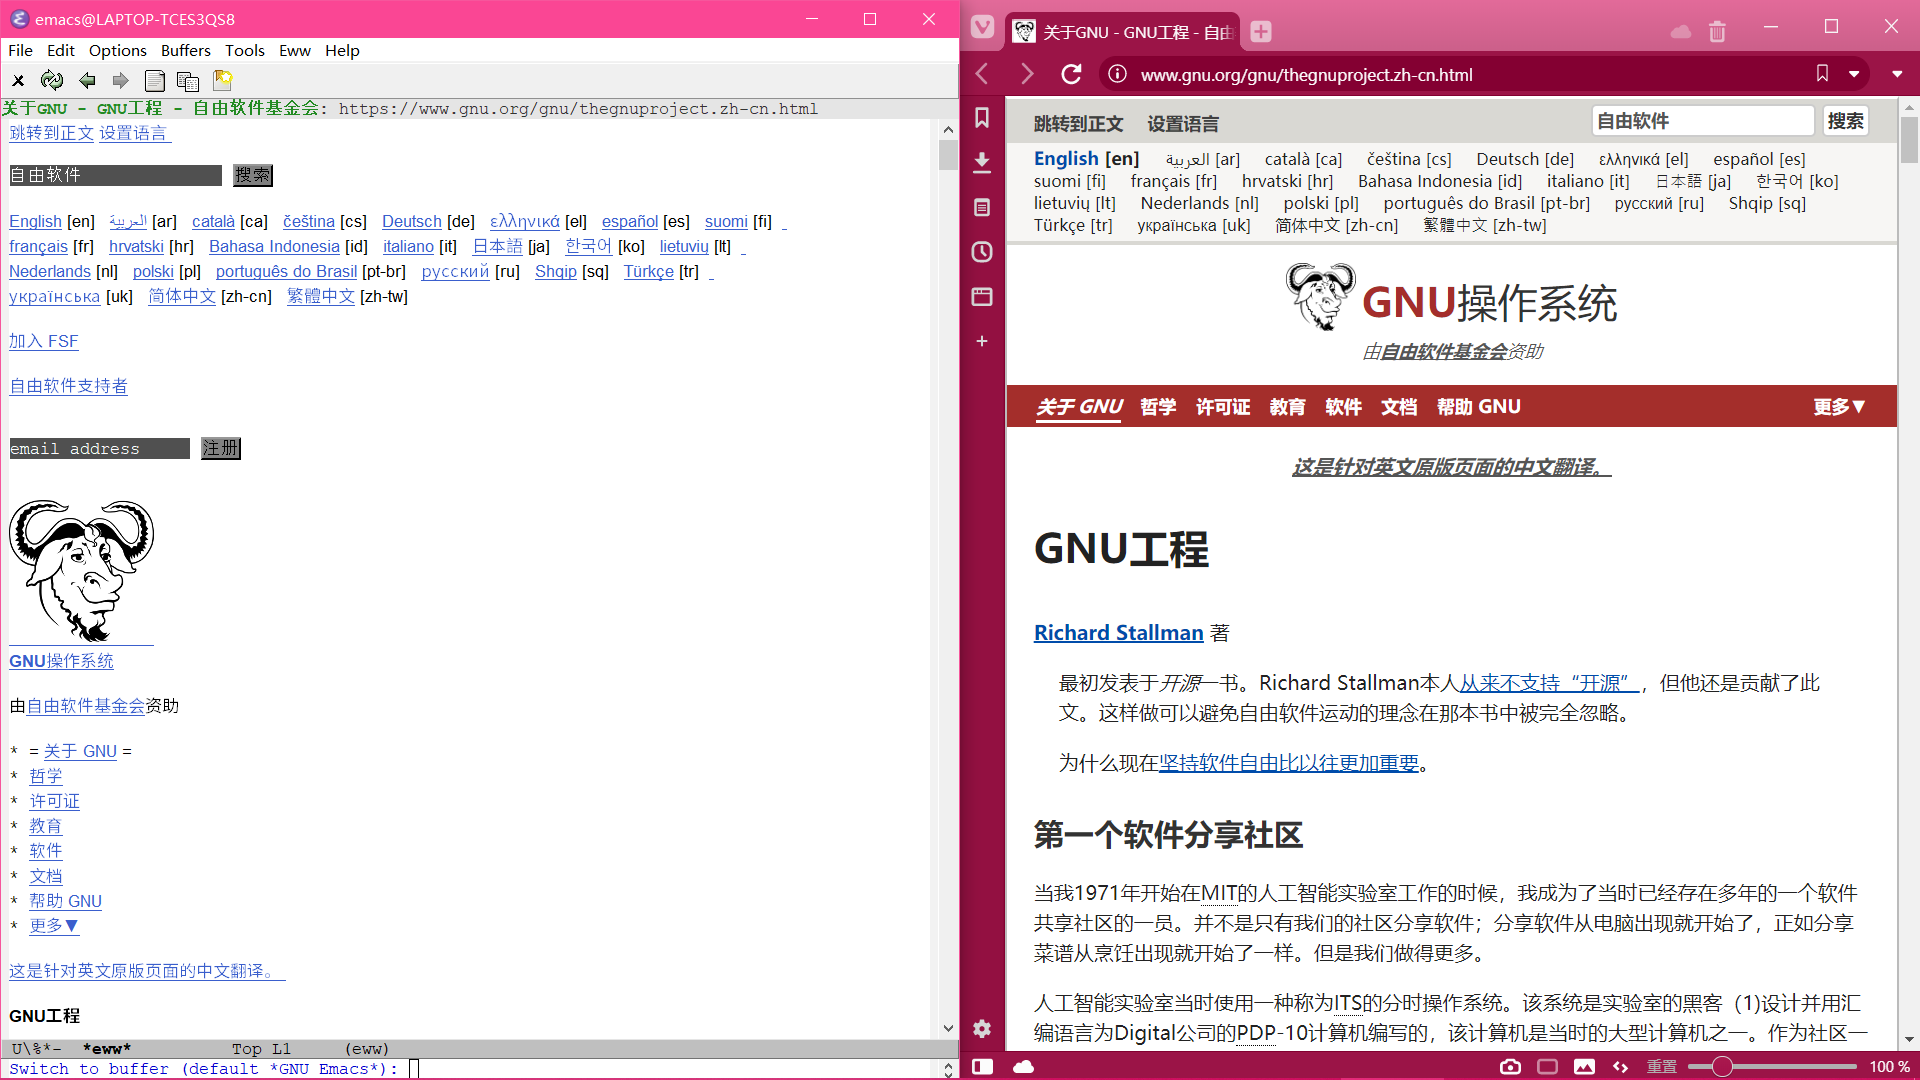 emacs@LAPTOP-TCES3QS8
File Edit Options Buffers Tools Eww Help
关于GNU - GNU工程 - 自由软件基金会: https://www.gnu.org/gnu/thegnuproject.zh-cn.html
跳转到正文 设置语言
自由软件 搜索
English [en] العربية [ar] català [ca] čeština [cs] Deutsch [de] ελληνικά [el] español [es] suomi [fi]
français [fr] hrvatski [hr] Bahasa Indonesia [id] italiano [it] 日本語 [ja] 한국어 [ko] lietuvių [lt]
Nederlands [nl] polski [pl] português do Brasil [pt-br] русский [ru] Shqip [sq] Türkçe [tr]
українська [uk] 简体中文 [zh-cn] 繁體中文 [zh-tw]
加入 FSF
自由软件支持者
email address 注册
GNU操作系统
由自由软件基金会资助
* = 关于 GNU =
* 哲学
* 许可证
* 教育
* 软件
* 文档
* 帮助 GNU
* 更多▼
这是针对英文原版页面的中文翻译。
GNU工程
U\%*- *eww* Top L1 (eww)
Switch to buffer (default *GNU Emacs*):
关于GNU - GNU工程 - 自由
www.gnu.org/gnu/thegnuproject.zh-cn.html
跳转到正文 设置语言 自由软件 搜索
English [en] العربية [ar] català [ca] čeština [cs] Deutsch [de] ελληνικά [el] español [es]
suomi [fi] français [fr] hrvatski [hr] Bahasa Indonesia [id] italiano [it] 日本語 [ja] 한국어 [ko]
lietuvių [lt] Nederlands [nl] polski [pl] português do Brasil [pt-br] русский [ru] Shqip [sq]
Türkçe [tr] українська [uk] 简体中文 [zh-cn] 繁體中文 [zh-tw]
GNU操作系统
由自由软件基金会资助
关于 GNU 哲学 许可证 教育 软件 文档 帮助 GNU 更多▼
这是针对英文原版页面的中文翻译。
GNU工程
Richard Stallman 著
最初发表于开源一书。Richard Stallman本人从来不支持“开源”，但他还是贡献了此
文。这样做可以避免自由软件运动的理念在那本书中被完全忽略。
为什么现在坚持软件自由比以往更加重要。
第一个软件分享社区
当我1971年开始在MIT的人工智能实验室工作的时候，我成为了当时已经存在多年的一个软件
共享社区的一员。并不是只有我们的社区分享软件；分享软件从电脑出现就开始了，正如分享
菜谱从烹饪出现就开始了一样。但是我们做得更多。
人工智能实验室当时使用一种称为ITS的分时操作系统。该系统是实验室的黑客（1)设计并用汇
编语言为Digital公司的PDP-10计算机编写的，该计算机是当时的大型计算机之一。作为社区一
重置 100 %